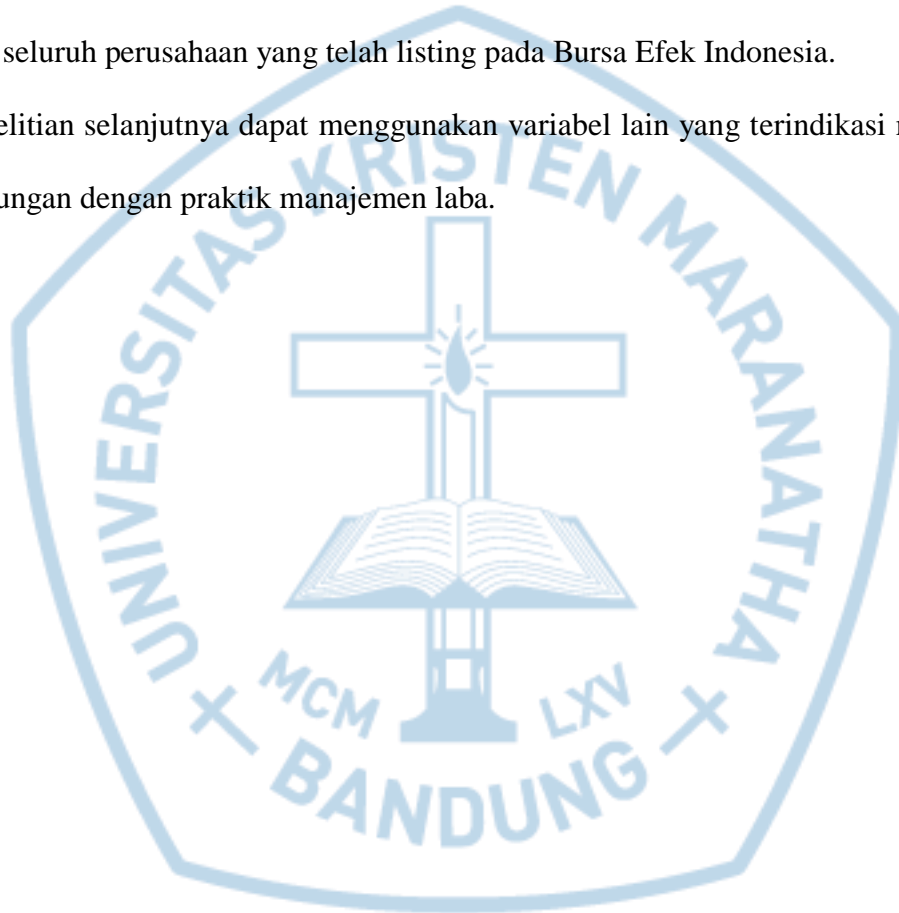 seluruh perusahaan yang telah listing pada Bursa Efek Indonesia.
elitian selanjutnya dapat menggunakan variabel lain yang terindikasi
ungan dengan praktik manajemen laba.
UNIVERSITAS KRISTEN MARANATHA
MCM LXV
BANDUNG